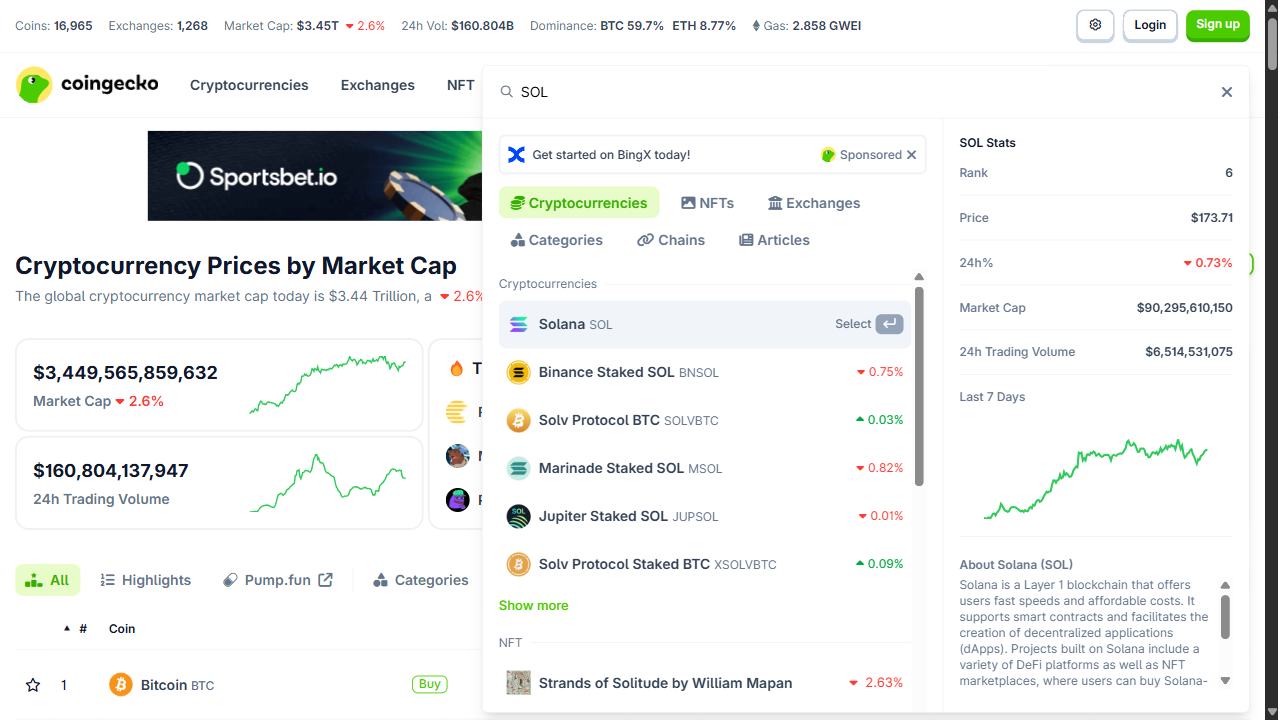 Coins: 16,965 Exchanges: 1,268 Market Cap: $3.45T 2.6% 24h Vol: $160.804B Dominance: BTC 59.7% ETH 8.77% Gas: 2.858 GWEI Login Sign up
coingecko Cryptocurrencies Exchanges NFT
SOL
Sportsbet.io
Cryptocurrency Prices by Market Cap
The global cryptocurrency market cap today is $3.44 Trillion, a 2.6%
$3,449,565,859,632
Market Cap 2.6%
$160,804,137,947
24h Trading Volume
All Highlights Pump.fun Categories
# Coin
1 Bitcoin BTC Buy
Get started on BingX today! Sponsored
Cryptocurrencies NFTs Exchanges
Categories Chains Articles
Cryptocurrencies
Solana SOL Select
Binance Staked SOL BNSOL 0.75%
Solv Protocol BTC SOLVBTC 0.03%
Marinade Staked SOL MSOL 0.82%
Jupiter Staked SOL JUPSOL 0.01%
Solv Protocol Staked BTC XSOLVBTC 0.09%
Show more
NFT
Strands of Solitude by William Mapan 2.63%
SOL Stats
Rank 6
Price $173.71
24h% 0.73%
Market Cap $90,295,610,150
24h Trading Volume $6,514,531,075
Last 7 Days
About Solana (SOL)
Solana is a Layer 1 blockchain that offers
users fast speeds and affordable costs. It
supports smart contracts and facilitates the
creation of decentralized applications
(dApps). Projects built on Solana include a
variety of DeFi platforms as well as NFT
marketplaces, where users can buy Solana-